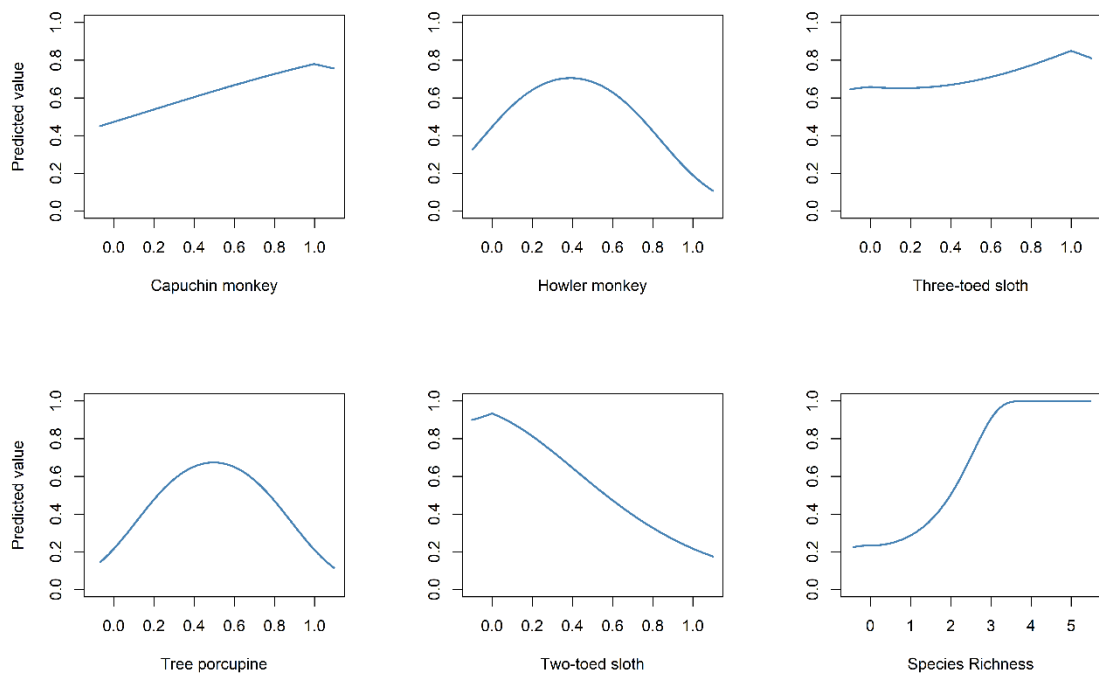 Predicted value
0.0 0.2 0.4 0.6 0.8 1.0
0.0 0.2 0.4 0.6 0.8 1.0
Capuchin monkey
0.0 0.2 0.4 0.6 0.8 1.0
0.0 0.2 0.4 0.6 0.8 1.0
Howler monkey
0.0 0.2 0.4 0.6 0.8 1.0
0.0 0.2 0.4 0.6 0.8 1.0
Three-toed sloth
Predicted value
0.0 0.2 0.4 0.6 0.8 1.0
0.0 0.2 0.4 0.6 0.8 1.0
Tree porcupine
0.0 0.2 0.4 0.6 0.8 1.0
0.0 0.2 0.4 0.6 0.8 1.0
Two-toed sloth
0.0 0.2 0.4 0.6 0.8 1.0
0 1 2 3 4 5
Species Richness